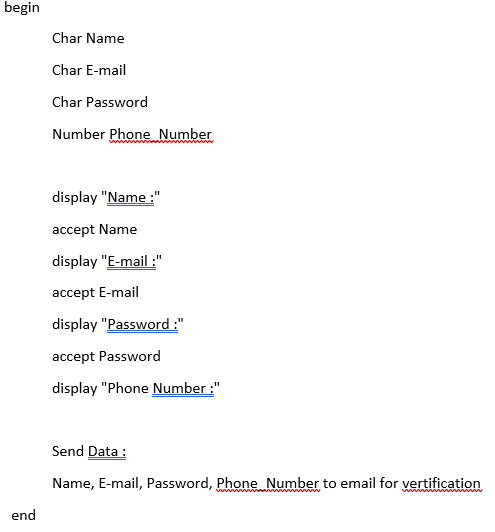 begin
Char Name
Char E-mail
Char Password
Number Phone_Number
display "Name :"
accept Name
display "E-mail :"
accept E-mail
display "Password :"
accept Password
display "Phone Number :"
Send Data :
Name, E-mail, Password, Phone_Number to email for vertification
end